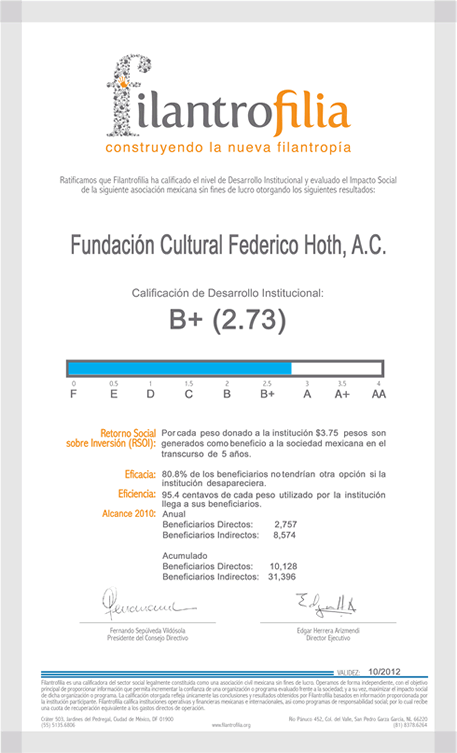 filantrofilia
construyendo la nueva filantropía
Ratificamos que Filantrofilia ha calificado el nivel de Desarrollo Institucional y evaluado el Impacto Social
de la siguiente asociación mexicana sin fines de lucro otorgando los siguientes resultados:
Fundación Cultural Federico Hoth, A.C.
Calificación de Desarrollo Institucional:
B+ (2.73)
0 0.5 1 1.5 2 2.5 3 3.5 4
F E D C B B+ A A+ AA
Retorno Social
sobre Inversión (RSOI):
Por cada peso donado a la institución $3.75 pesos son
generados como beneficio a la sociedad mexicana en el
transcurso de 5 años.
Eficacia: 80.8% de los beneficiarios no tendrían otra opción si la
institución desapareciera.
Eficiencia: 95.4 centavos de cada peso utilizado por la institución
llega a sus beneficiarios.
Alcance 2010: Anual
Beneficiarios Directos: 2,757
Beneficiarios Indirectos: 8,574
Acumulado
Beneficiarios Directos: 10,128
Beneficiarios Indirectos: 31,396
Fernando Sepúlveda Vildósola
Presidente del Consejo Directivo
Edgar Herrera Arizmendi
Director Ejecutivo
VALIDEZ: 10/2012
Filantrofilia es una calificadora del sector social legalmente constituida como una asociación civil mexicana sin fines de lucro. Operamos de forma independiente, con el objetivo
principal de proporcionar información que permita incrementar la confianza de una organización o programa evaluado frente a la sociedad, y a su vez, maximizar el impacto social
de dicha organización o programa. La calificación otorgada refleja únicamente las conclusiones y resultados obtenidos por Filantrofilia basados en información proporcionada por
la institución participante. Filantrofilia califica instituciones operativas y financieras mexicanas e internacionales, así como programas de responsabilidad social, por lo cual recibe
una cuota de recuperación equivalente a los gastos directos de operación.
Cráter 503, Jardines del Pedregal, Ciudad de México, DF 01900
(55) 5135.6806
www.filantrofilia.org
Río Pánuco 452, Col. del Valle, San Pedro Garza García, NL 66220
(81) 8378.6264